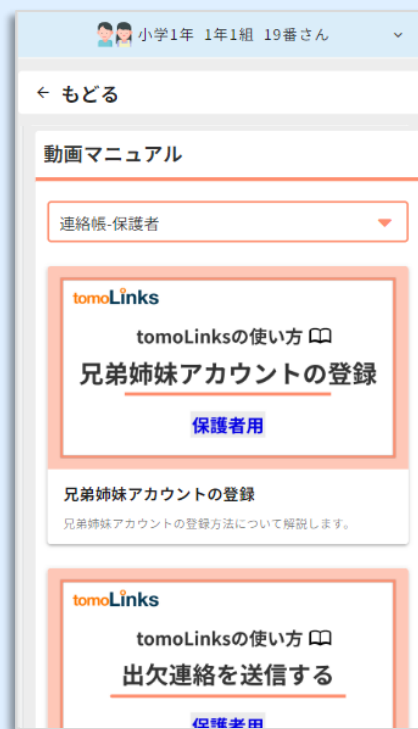 小学1年 1年1組 19番さん
← もどる
動画マニュアル
連絡帳-保護者
tomoLinks
tomoLinksの使い方
兄弟姉妹アカウントの登録
保護者用
兄弟姉妹アカウントの登録
兄弟姉妹アカウントの登録方法について解説します。
tomoLinks
tomoLinksの使い方
出欠連絡を送信する
保護者用